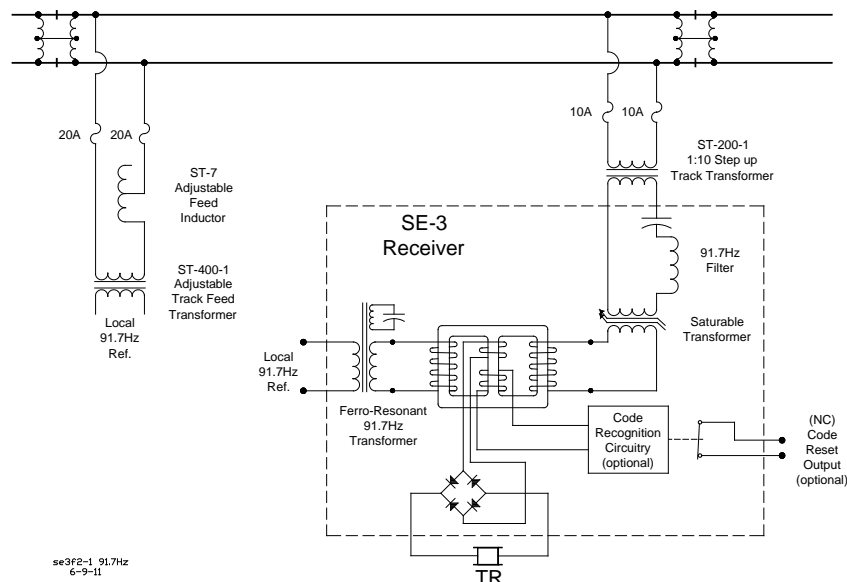 20A
20A
ST-7
Adjustable
Feed
Inductor
ST-400-1
Adjustable
Track Feed
Transformer
Local
91.7Hz
Ref.
10A
10A
ST-200-1
1:10 Step up
Track Transformer
SE-3
Receiver
91.7Hz
Filter
Saturable
Transformer
Local
91.7Hz
Ref.
Ferro-Resonant
91.7Hz
Transformer
Code
Recognition
Circuitry
(optional)
(NC)
Code
Reset
Output
(optional)
TR
se3f2-1 91.7Hz
6-9-11